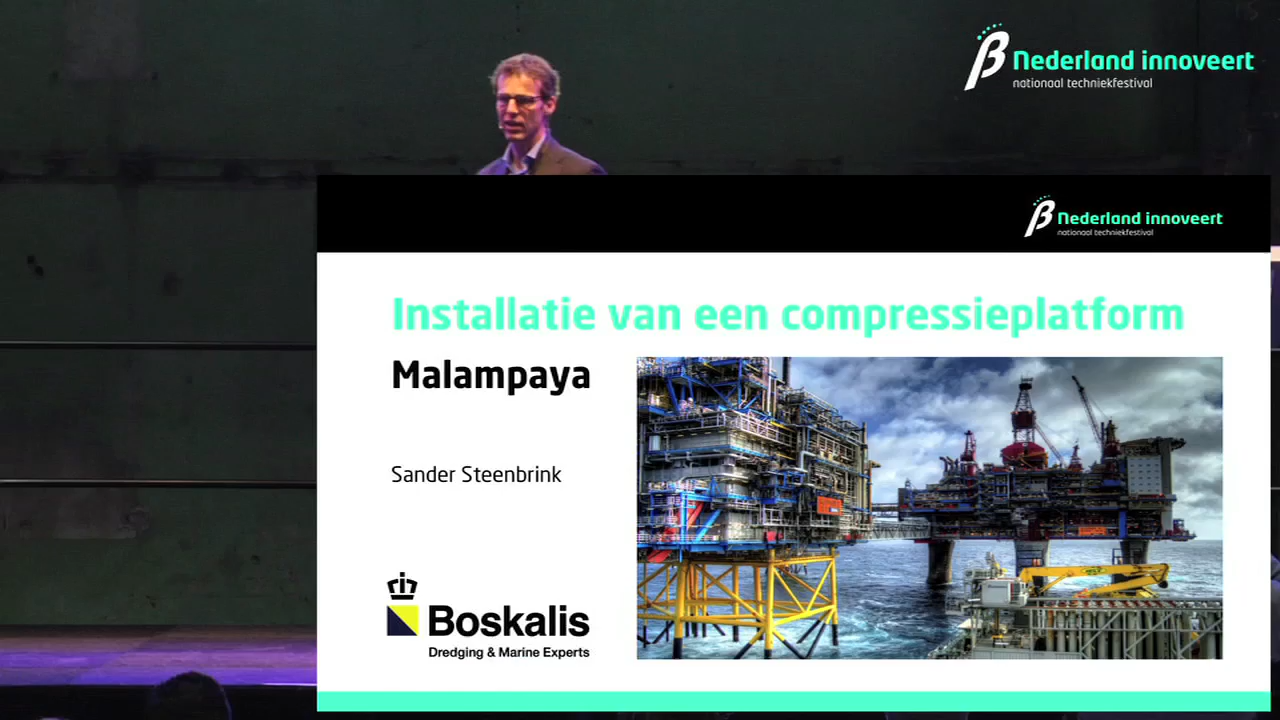 Nederland innoveert
nationaal techniekfestival
Nederland innoveert
nationaal techniekfestival
Installatie van een compressieplatform
Malampaya
Sander Steenbrink
Boskalis
Dredging & Marine Experts